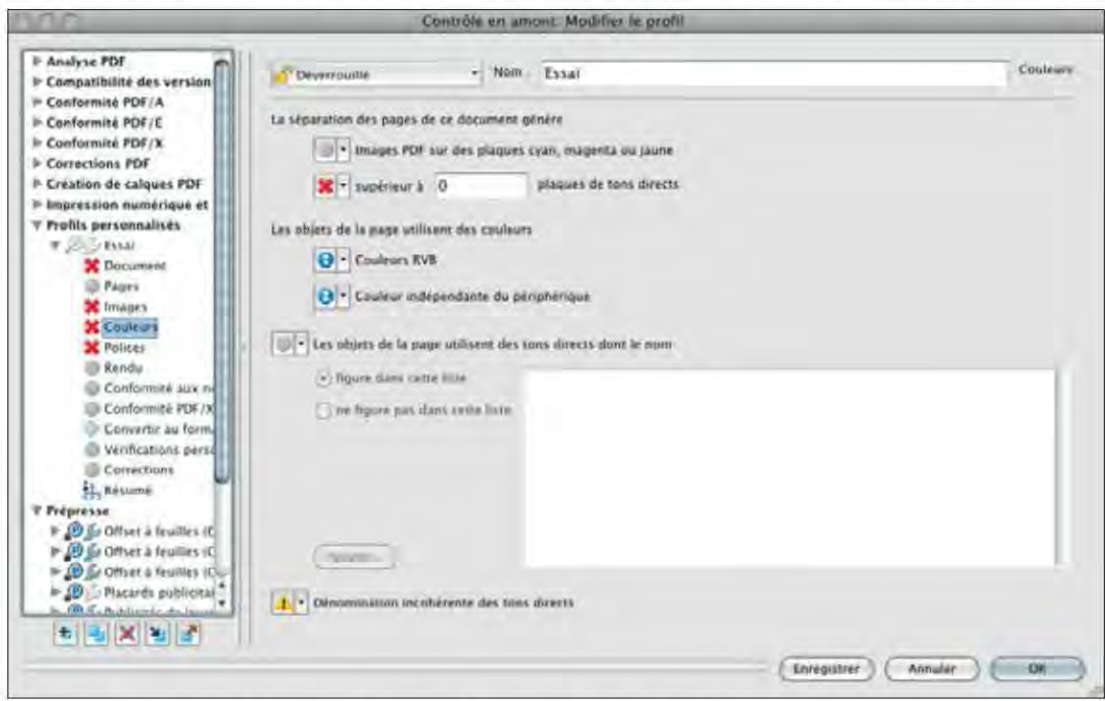 Contrôle en amont: Modifier le profil
Analyse PDF
Compatibilité des version
Conformité PDF/A
Conformité PDF/E
Conformité PDF/X
Corrections PDF
Création de calques PDF
Impression numérique et
Profils personnalisés
Essai
Document
Pages
Images
Couleurs
Polices
Rendu
Conformité aux no
Conformité PDF/X
Convertir au forma
Vérifications perso
Corrections
Résumé
Prépresse
Offset à feuilles (C
Offset à feuilles (C
Offset à feuilles (C
Placards publicitai
Déverrouillé
Nom : Essai
Couleurs
La séparation des pages de ce document génère
Images PDF sur des plaques cyan, magenta ou jaune
supérieur à 0 plaques de tons directs
Les objets de la page utilisent des couleurs
Couleurs RVB
Couleur indépendante du périphérique
Les objets de la page utilisent des tons directs dont le nom
figure dans cette liste
ne figure pas dans cette liste
Dénomination incohérente des tons directs
Enregistrer
Annuler
OK